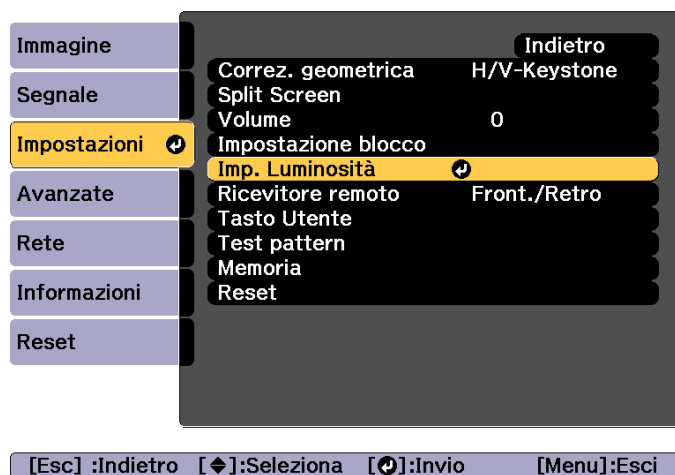 Immagine
Segnale
Impostazioni
Avanzate
Rete
Informazioni
Reset
Indietro
Correz. geometrica H/V-Keystone
Split Screen
Volume 0
Impostazione blocco
Imp. Luminosità
Ricevitore remoto Front./Retro
Tasto Utente
Test pattern
Memoria
Reset
[Esc] :Indietro [◆]:Seleziona [↵]:Invio [Menu]:Esci